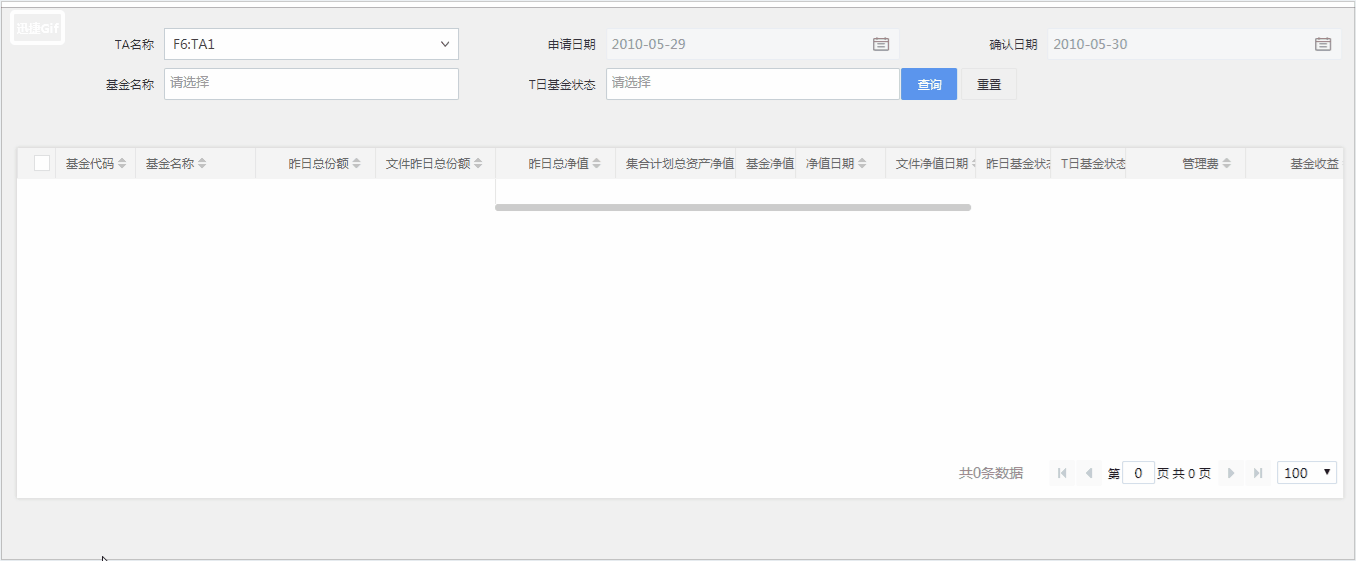 迅捷Gif
TA名称 F6:TA1 申请日期 2010-05-29 确认日期 2010-05-30
基金名称 请选择 T日基金状态 请选择 查询 重置
基金代码 基金名称 昨日总份额 文件昨日总份额 昨日总净值 集合计划总资产净值 基金净值 净值日期 文件净值日期 昨日基金状态 T日基金状态 管理费 基金收益
共0条数据 第 0 页 共 0 页 100